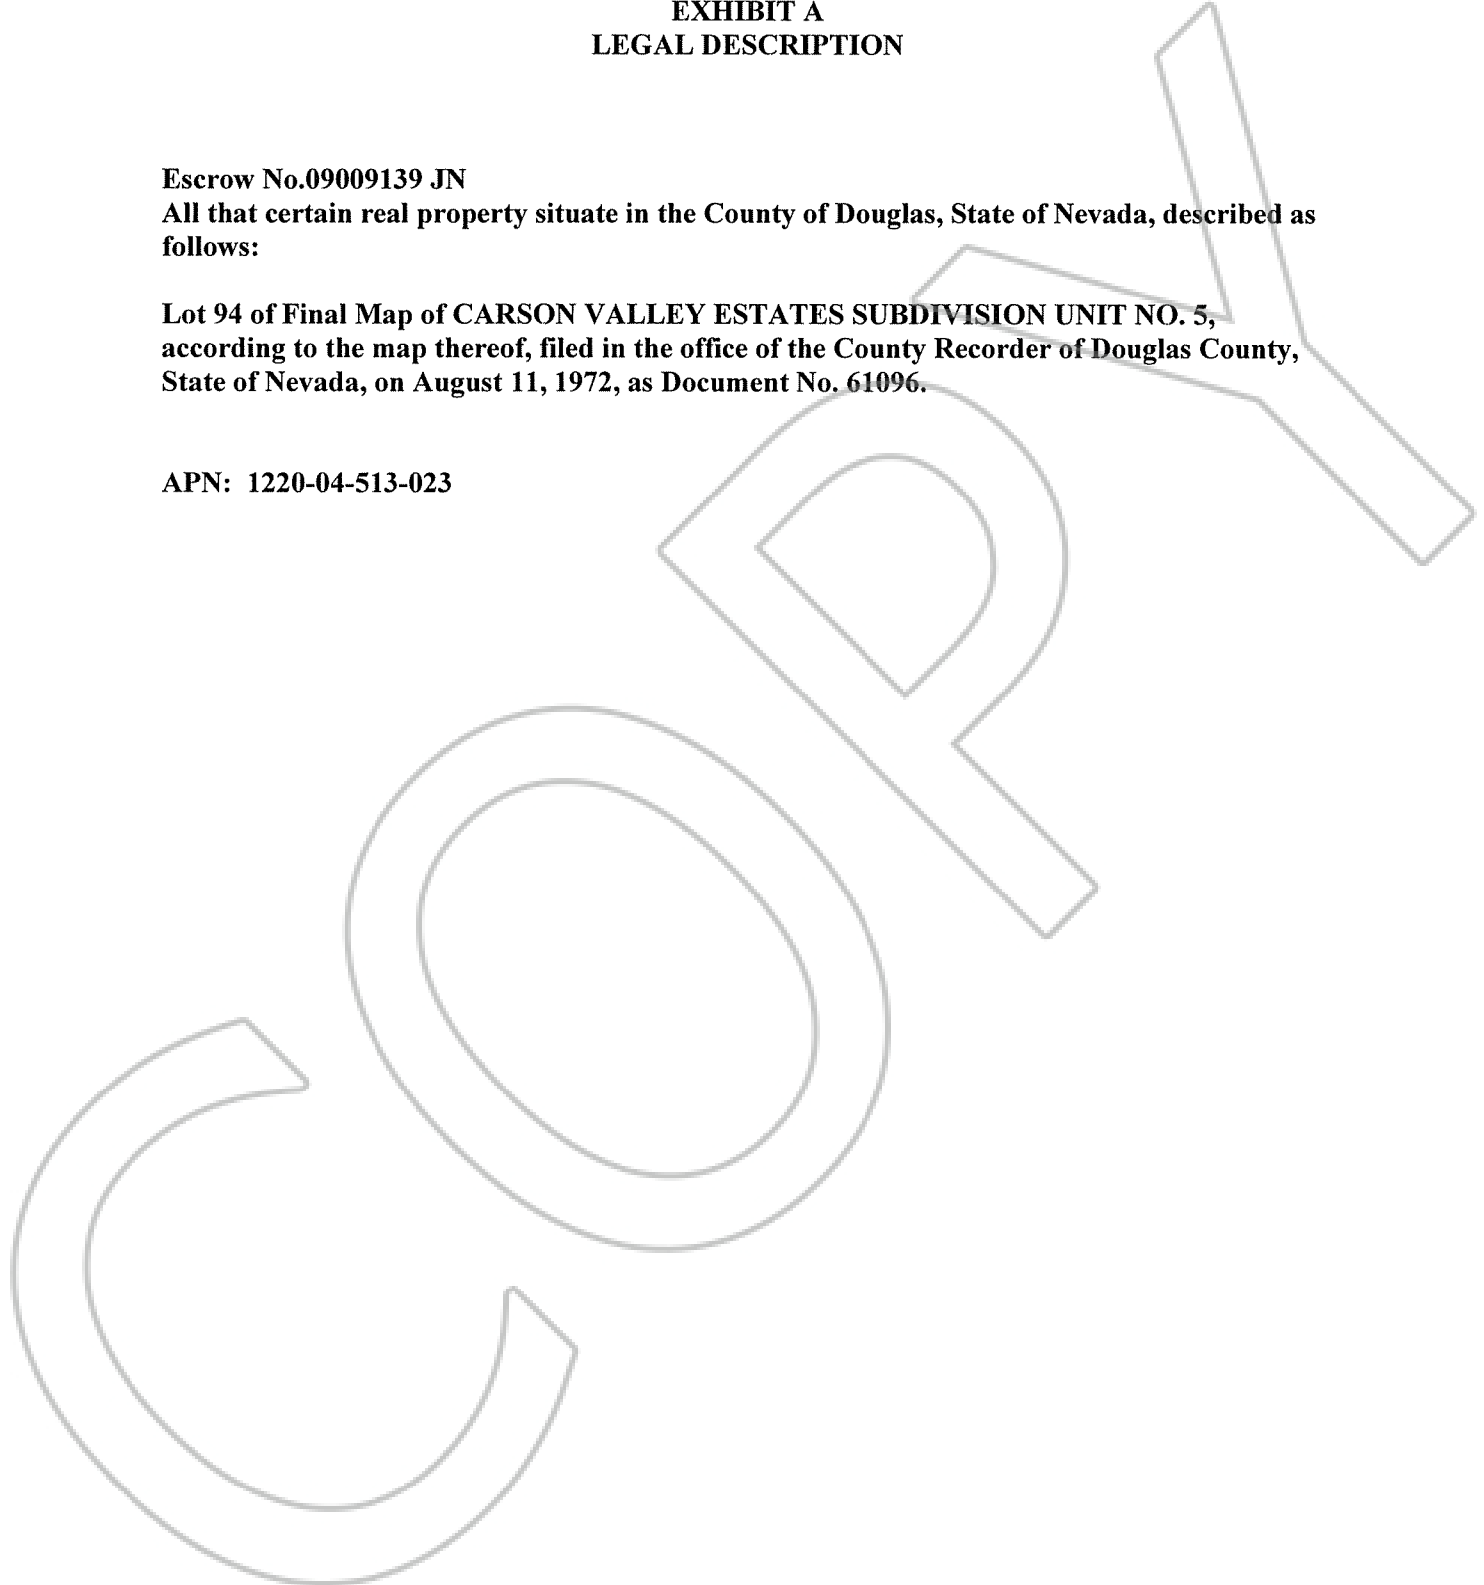 EXHIBIT A
LEGAL DESCRIPTION
Escrow No.09009139 JN
All that certain real property situate in the County of Douglas, State of Nevada, described as
follows:
Lot 94 of Final Map of CARSON VALLEY ESTATES SUBDIVISION UNIT NO. 5,
according to the map thereof, filed in the office of the County Recorder of Douglas County,
State of Nevada, on August 11, 1972, as Document No. 61096.
APN:  1220-04-513-023
COPY